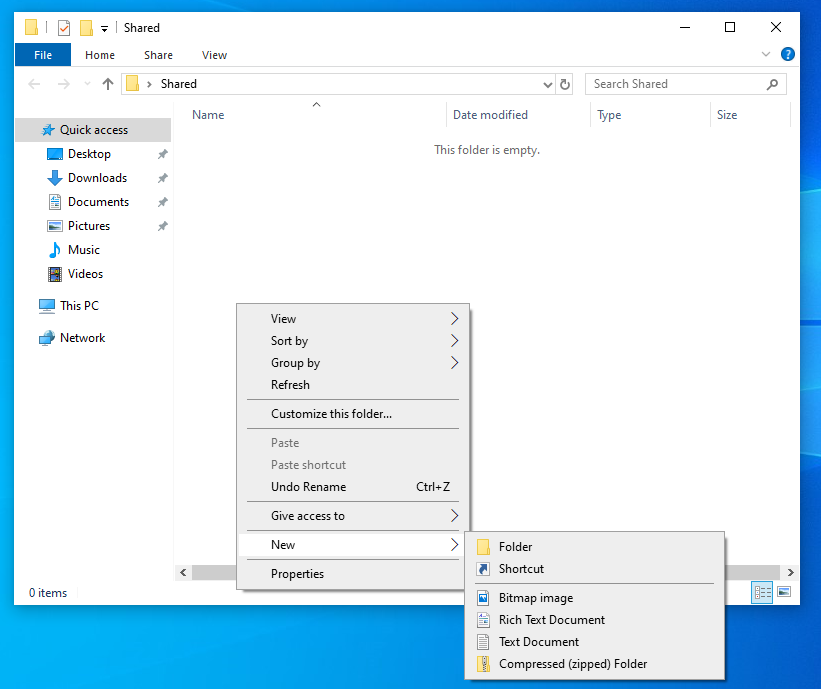 Shared
File Home Share View
Shared
Search Shared
Name Date modified Type Size
This folder is empty.
Quick access
Desktop
Downloads
Documents
Pictures
Music
Videos
This PC
Network
View
Sort by
Group by
Refresh
Customize this folder...
Paste
Paste shortcut
Undo Rename Ctrl+Z
Give access to
New
Properties
Folder
Shortcut
Bitmap image
Rich Text Document
Text Document
Compressed (zipped) Folder
0 items